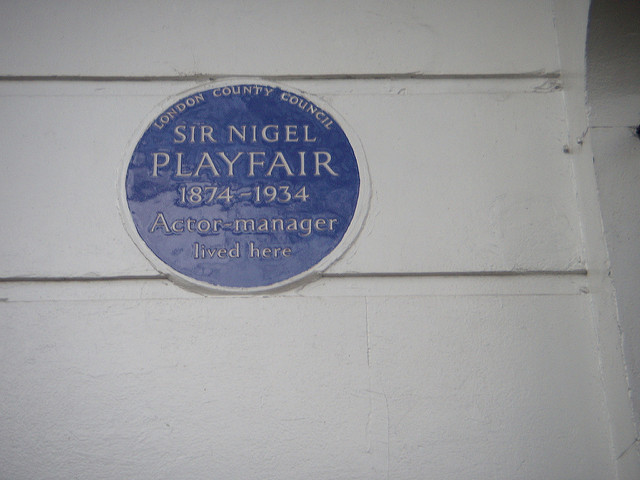 LONDON COUNTY COUNCIL
SIR NIGEL
PLAYFAIR
1874-1934
Actor-manager
lived here